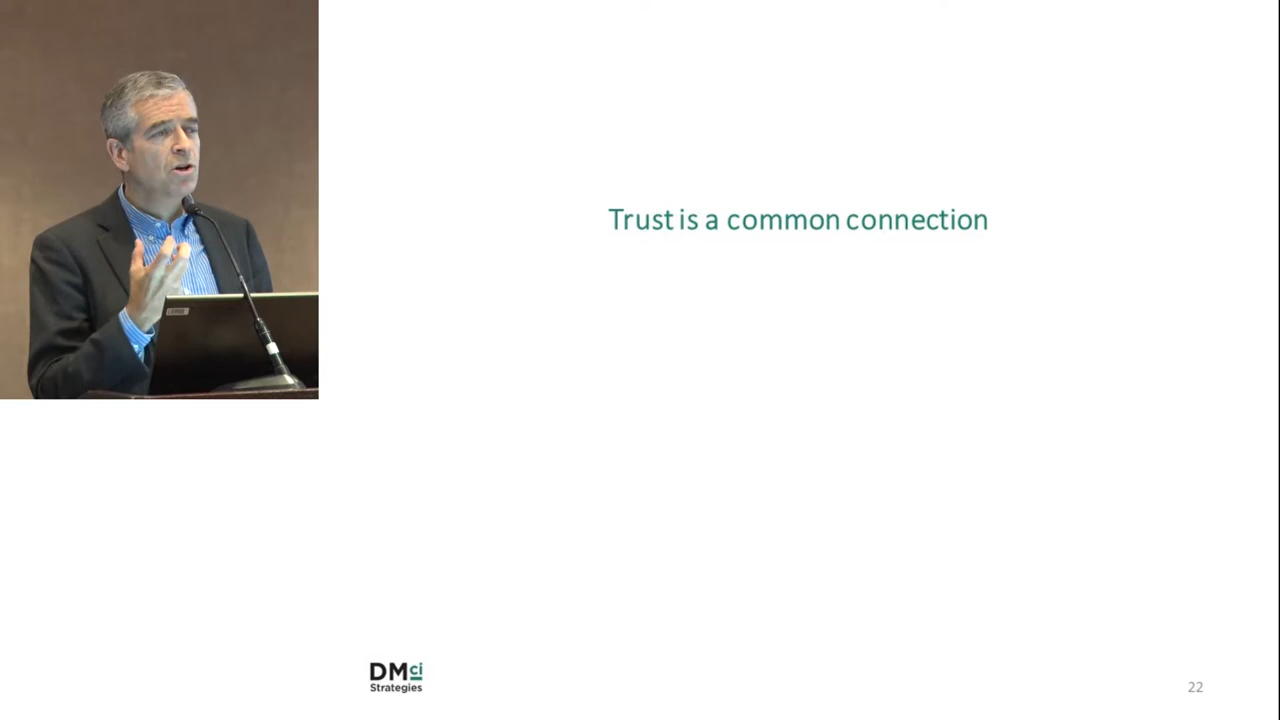 Trust is a common connection
DMci
Strategies
22